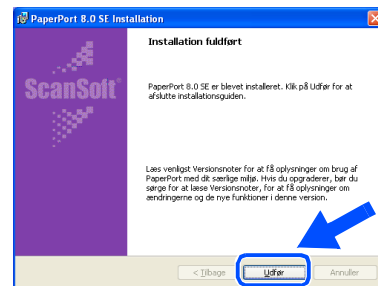 PaperPort 8.0 SE Installation
Installation fuldført
ScanSoft®
PaperPort 8.0 SE er blevet installeret. Klik på Udfør for at
afslutte installationsguiden.
Læs venligst Versionsnoter for at få oplysninger om brug af
PaperPort med dit særlige miljø. Hvis du opgraderer, bør du
sørge for at læse Versionsnoter, for at få oplysninger om
ændringerne og de nye funktioner i denne version.
< Tilbage Udfør Annuller